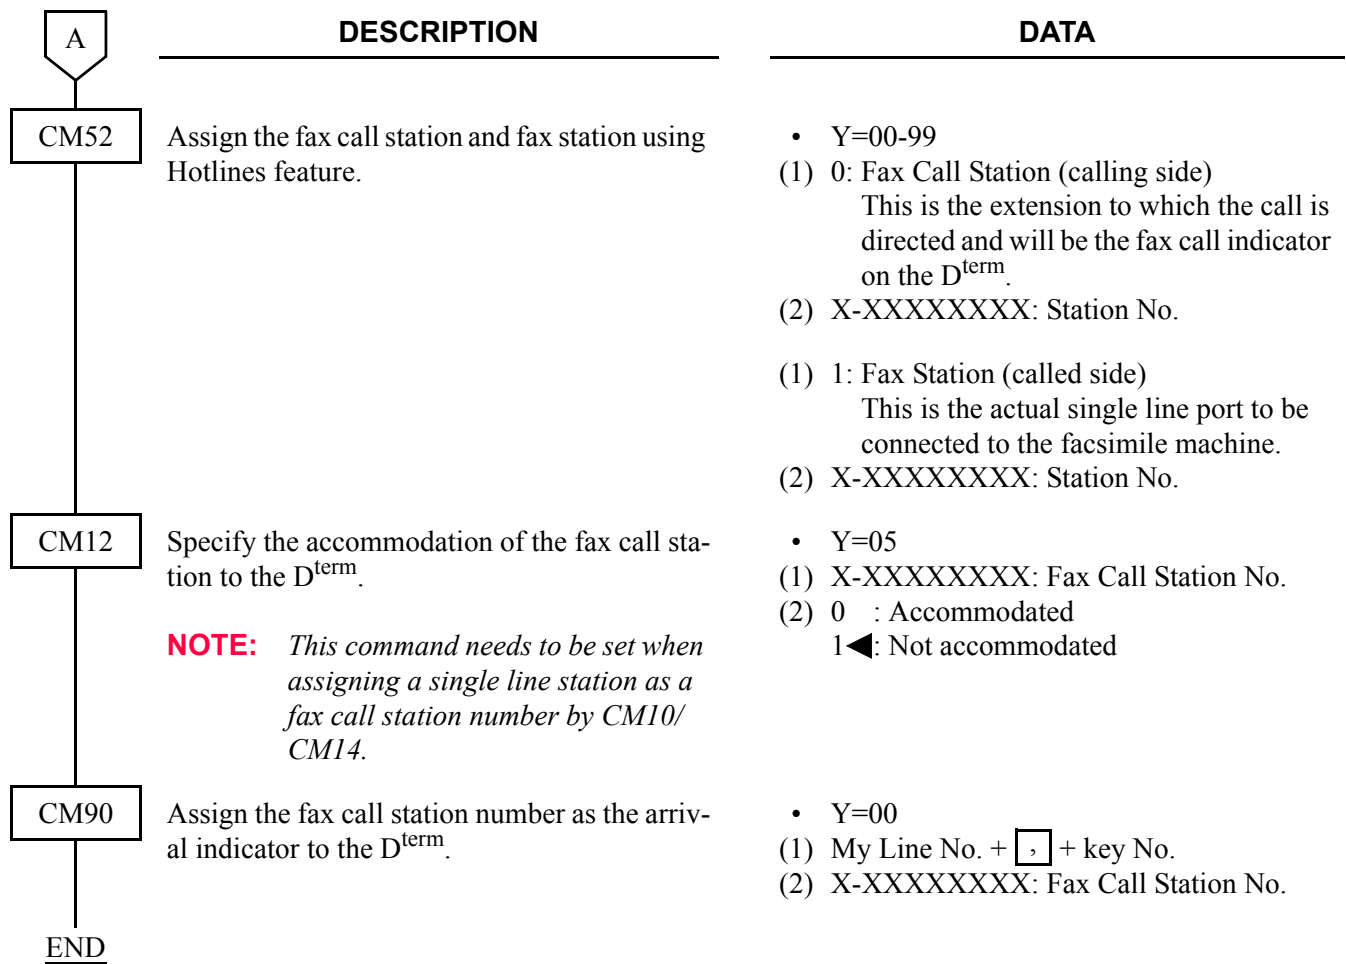 A
DESCRIPTION
DATA
CM52
Assign the fax call station and fax station using
Hotlines feature.
• Y=00-99
(1) 0: Fax Call Station (calling side)
This is the extension to which the call is
directed and will be the fax call indicator
on the Dterm.
(2) X-XXXXXXXX: Station No.
(1) 1: Fax Station (called side)
This is the actual single line port to be
connected to the facsimile machine.
(2) X-XXXXXXXX: Station No.
CM12
Specify the accommodation of the fax call sta-
tion to the Dterm.
NOTE: This command needs to be set when
assigning a single line station as a
fax call station number by CM10/
CM14.
• Y=05
(1) X-XXXXXXXX: Fax Call Station No.
(2) 0 : Accommodated
1◀: Not accommodated
CM90
Assign the fax call station number as the arriv-
al indicator to the Dterm.
• Y=00
(1) My Line No. + , + key No.
(2) X-XXXXXXXX: Fax Call Station No.
END